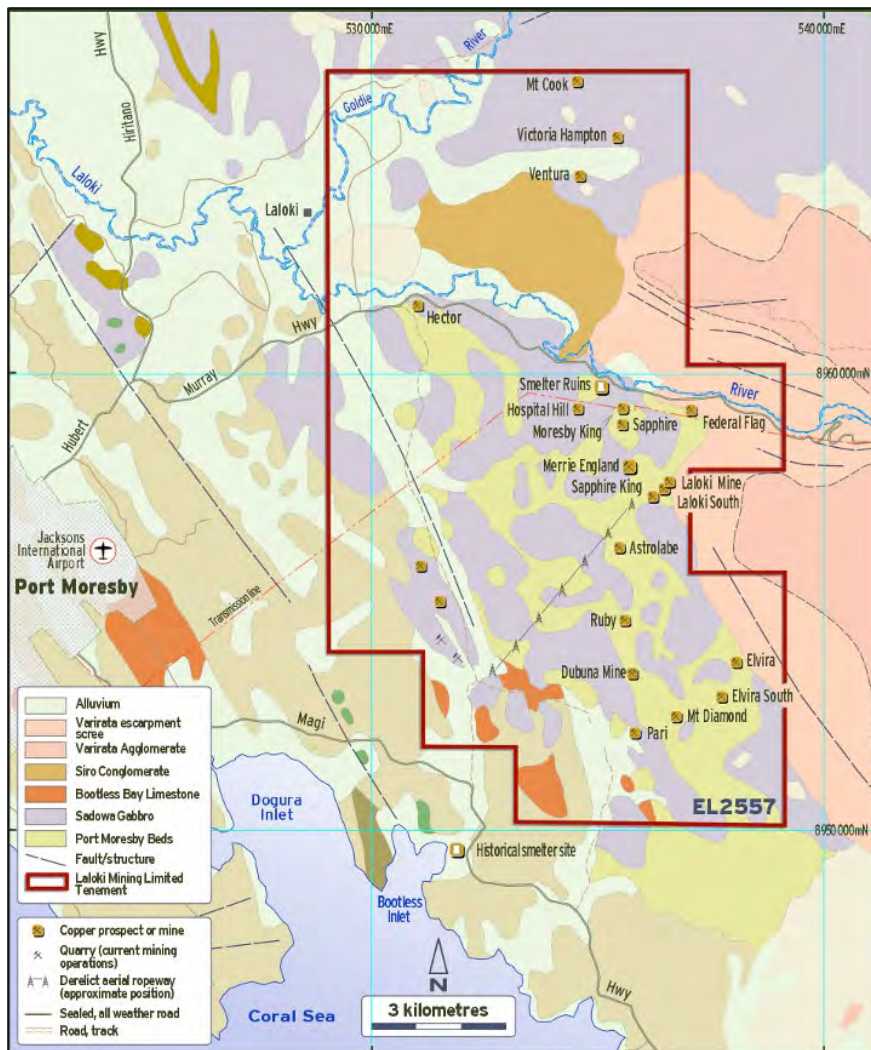 530 000mE
540 000mE
Hwy
River
Mt Cook
Goldie
Hiritano
Victoria Hampton
Laloki
Ventura
Laloki
Hector
Hwy
Murray
8 960 000mN
River
Smelter Ruins
Hospital Hill
Sapphire
Federal Flag
Moresby King
Hubert
Merrie England
Sapphire King
Laloki Mine
Laloki South
Jacksons
International
Airport
Astrolabe
Port Moresby
Transmission line
Ruby
Elvira
Dubuna Mine
Elvira South
Mt Diamond
Magi
Pari
Alluvium
Varirata escarpment
scree
Varirata Agglomerate
Siro Conglomerate
Bootless Bay Limestone
Sadowa Gabbro
Port Moresby Beds
Fault/structure
Laloki Mining Limited
Tenement
Dogura
Inlet
EL2557
8 950 000mN
Historical smelter site
Bootless
Inlet
Copper prospect or mine
Quarry (current mining
operations)
Derelict aerial ropeway
(approximate position)
Sealed, all weather road
Road, track
N
Coral Sea
3 kilometres
Hwy